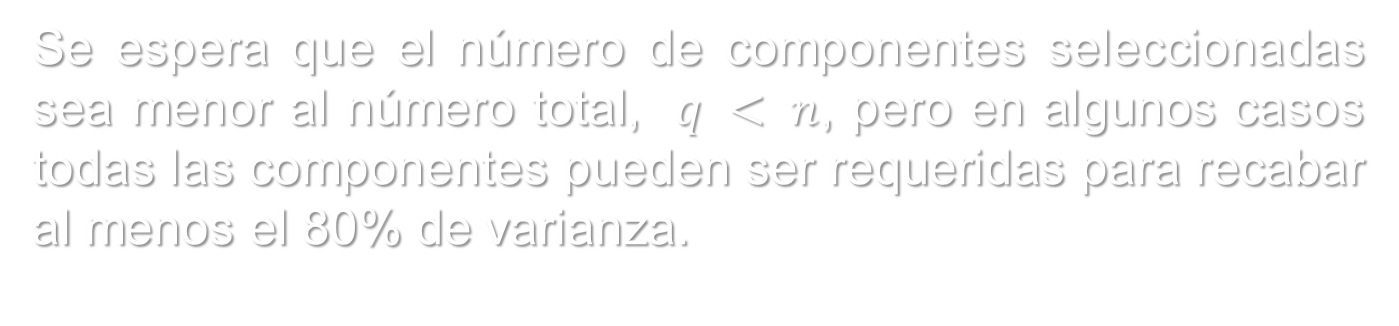 Se espera que el número de componentes seleccionadas
sea menor al número total, q < n, pero en algunos casos
todas las componentes pueden ser requeridas para recabar
al menos el 80% de varianza.